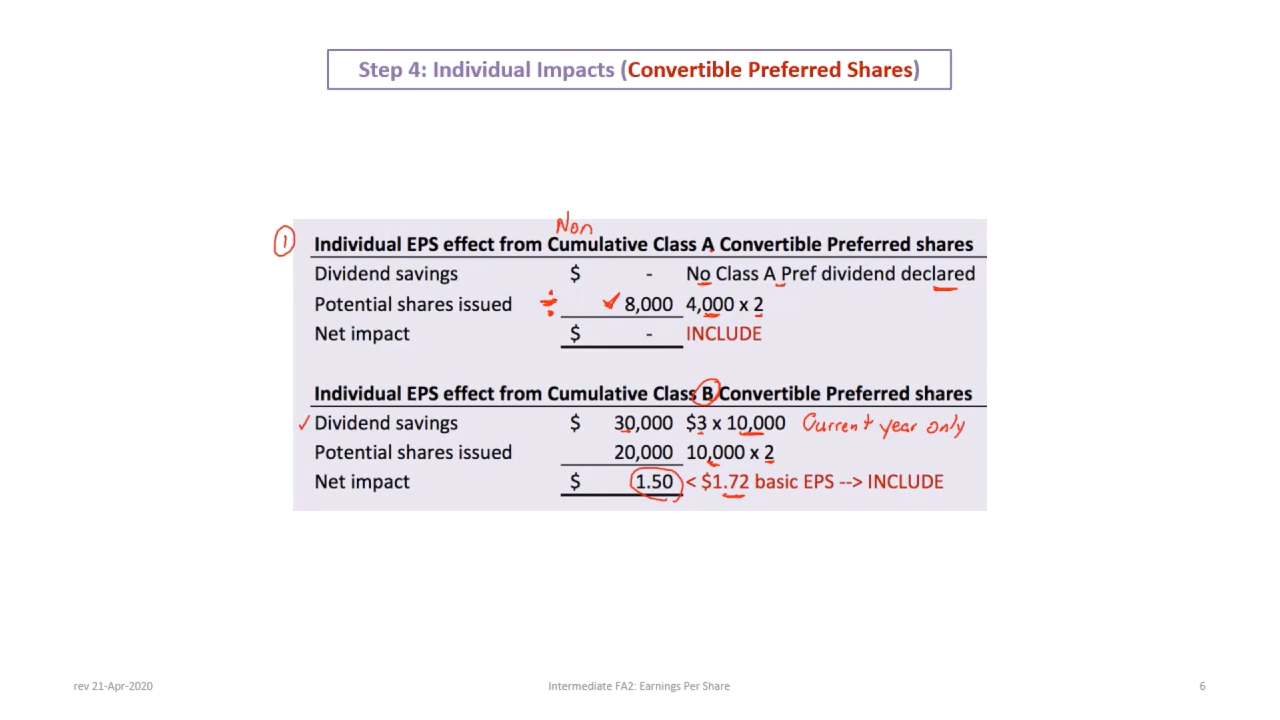 Step 4: Individual Impacts (Convertible Preferred Shares)
Non
1 Individual EPS effect from Cumulative Class A Convertible Preferred shares
Dividend savings $ - No Class A Pref dividend declared
Potential shares issued ÷ ✓ 8,000 4,000 x 2
Net impact $ - INCLUDE
Individual EPS effect from Cumulative Class B Convertible Preferred shares
✓ Dividend savings $ 30,000 $3 x 10,000 Current year only
Potential shares issued 20,000 10,000 x 2
Net impact $ 1.50 < $1.72 basic EPS --> INCLUDE
rev 21-Apr-2020 Intermediate FA2: Earnings Per Share 6